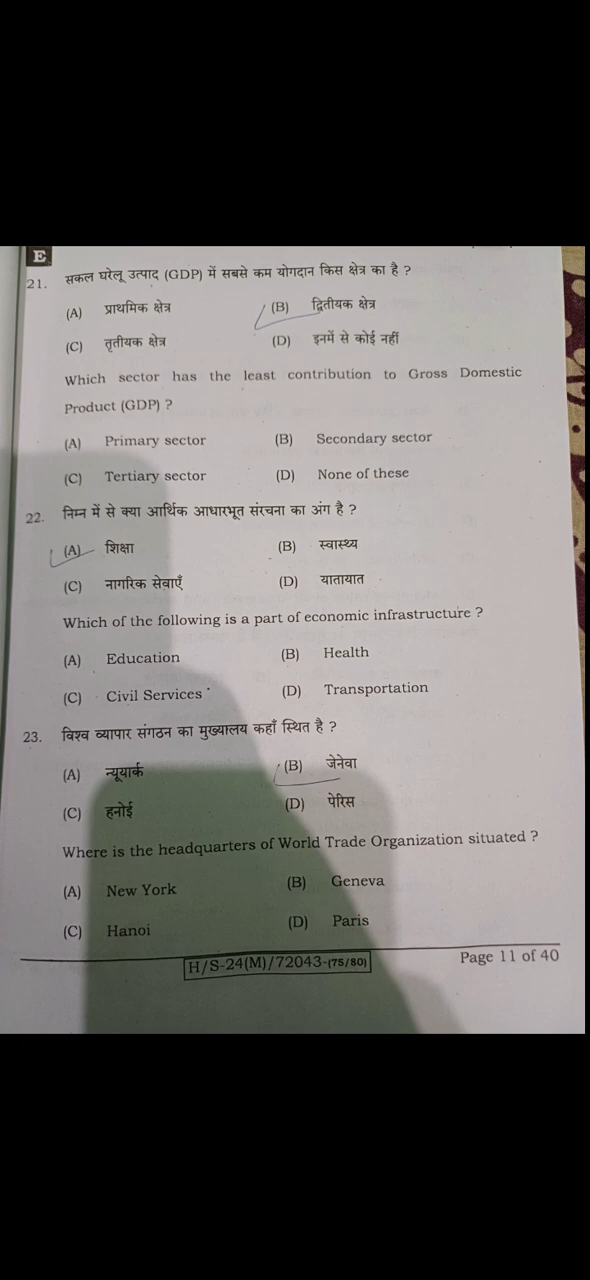 E
21. सकल घरेलू उत्पाद (GDP) में सबसे कम योगदान किस क्षेत्र का है ?
(A) प्राथमिक क्षेत्र (B) द्वितीयक क्षेत्र
(C) तृतीयक क्षेत्र (D) इनमें से कोई नहीं
Which sector has the least contribution to Gross Domestic
Product (GDP) ?
(A) Primary sector (B) Secondary sector
(C) Tertiary sector (D) None of these
22. निम्न में से क्या आर्थिक आधारभूत संरचना का अंग है ?
(A) शिक्षा (B) स्वास्थ्य
(C) नागरिक सेवाएँ (D) यातायात
Which of the following is a part of economic infrastructure ?
(A) Education (B) Health
(C) Civil Services (D) Transportation
23. विश्व व्यापार संगठन का मुख्यालय कहाँ स्थित है ?
(A) न्यूयार्क (B) जेनेवा
(C) हनोई (D) पेरिस
Where is the headquarters of World Trade Organization situated ?
(A) New York (B) Geneva
(C) Hanoi (D) Paris
H/S-24(M)/72043-(75/80) Page 11 of 40